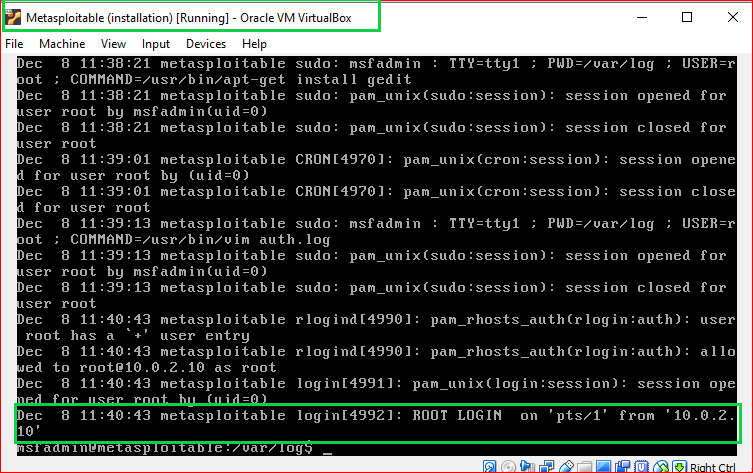 Metasploitable (installation) [Running] - Oracle VM VirtualBox
File Machine View Input Devices Help
Dec  8 11:38:21 metasploitable sudo: msfadmin : TTY=tty1 ; PWD=/var/log ; USER=r
oot ; COMMAND=/usr/bin/apt-get install gedit
Dec  8 11:38:21 metasploitable sudo: pam_unix(sudo:session): session opened for
user root by msfadmin(uid=0)
Dec  8 11:38:21 metasploitable sudo: pam_unix(sudo:session): session closed for
user root
Dec  8 11:39:01 metasploitable CRON[4970]: pam_unix(cron:session): session opene
d for user root by (uid=0)
Dec  8 11:39:01 metasploitable CRON[4970]: pam_unix(cron:session): session close
d for user root
Dec  8 11:39:13 metasploitable sudo: msfadmin : TTY=tty1 ; PWD=/var/log ; USER=r
oot ; COMMAND=/usr/bin/vim auth.log
Dec  8 11:39:13 metasploitable sudo: pam_unix(sudo:session): session opened for
user root by msfadmin(uid=0)
Dec  8 11:39:13 metasploitable sudo: pam_unix(sudo:session): session closed for
user root
Dec  8 11:40:43 metasploitable rlogind[4990]: pam_rhosts_auth(rlogin:auth): user
 root has a `+' user entry
Dec  8 11:40:43 metasploitable rlogind[4990]: pam_rhosts_auth(rlogin:auth): allo
wed to root@10.0.2.10 as root
Dec  8 11:40:43 metasploitable login[4991]: pam_unix(login:session): session ope
ned for user root by (uid=0)
Dec  8 11:40:43 metasploitable login[4992]: ROOT LOGIN  on 'pts/1' from '10.0.2.
10'
msfadmin@metasploitable:/var/log$ _
Right Ctrl